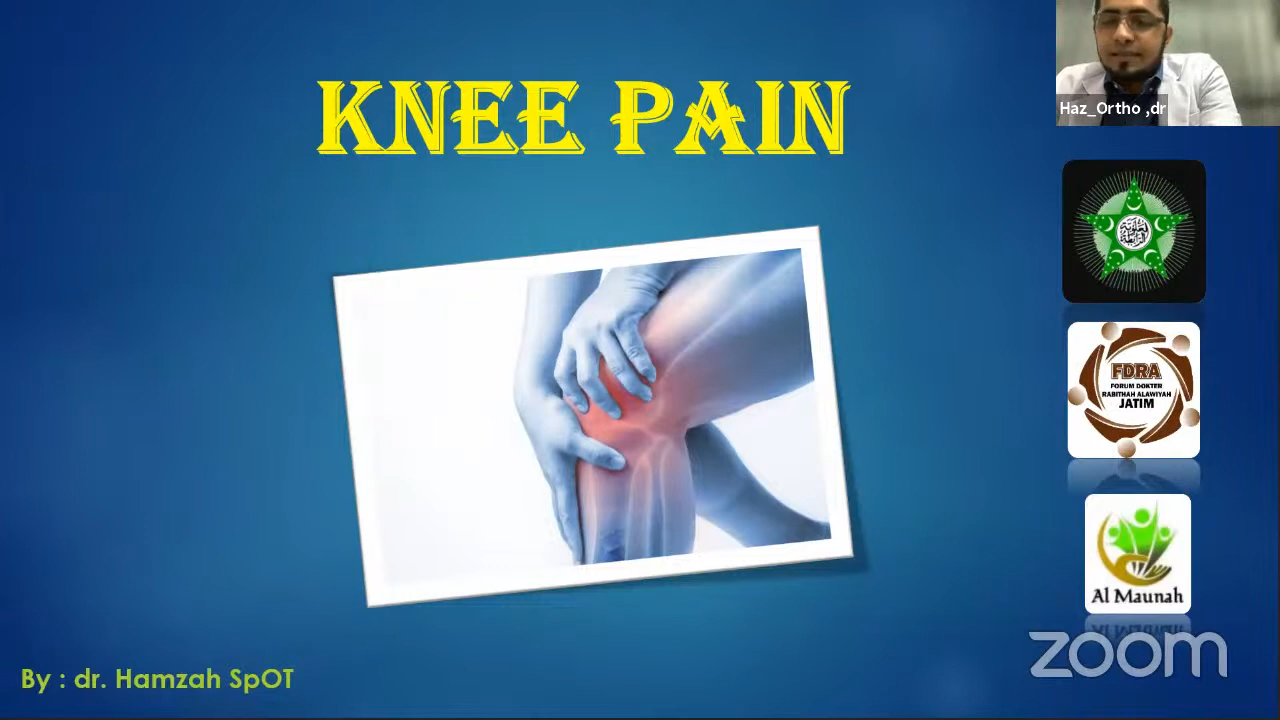 KNEE PAIN
Haz_Ortho ,dr
FDRA
FORUM DOKTER
RABITHAH ALAWIYAH
JATIM
Al Maunah
zoom
By : dr. Hamzah SpOT